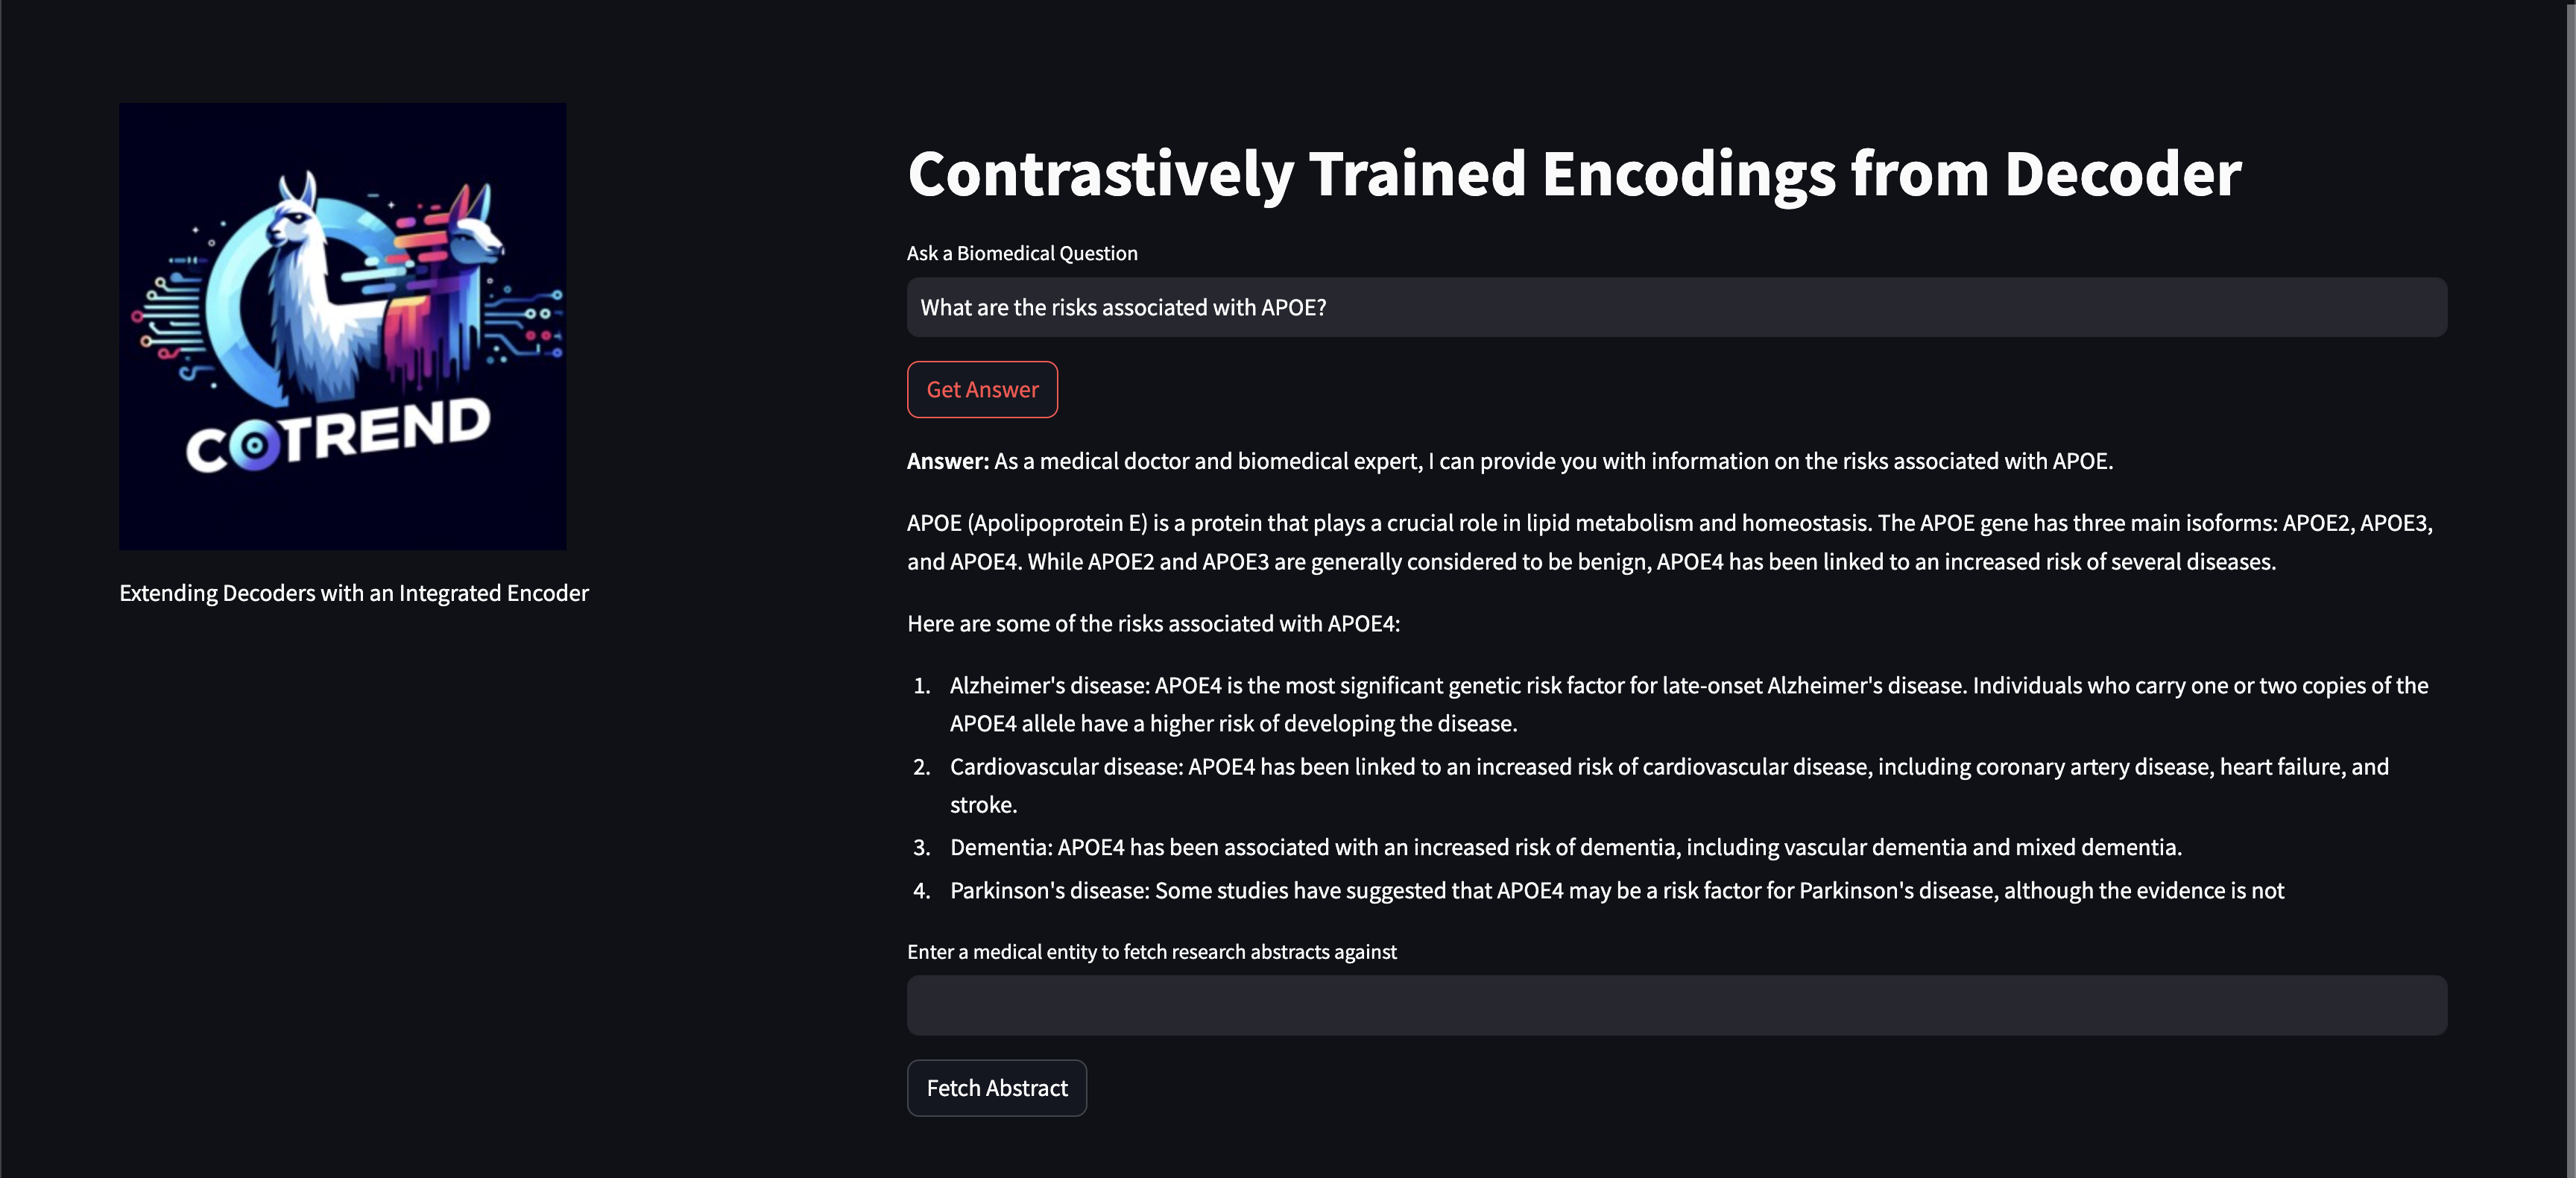 COTREND
Extending Decoders with an Integrated Encoder
Contrastively Trained Encodings from Decoder
Ask a Biomedical Question
What are the risks associated with APOE?
Get Answer
Answer: As a medical doctor and biomedical expert, I can provide you with information on the risks associated with APOE.
APOE (Apolipoprotein E) is a protein that plays a crucial role in lipid metabolism and homeostasis. The APOE gene has three main isoforms: APOE2, APOE3,
and APOE4. While APOE2 and APOE3 are generally considered to be benign, APOE4 has been linked to an increased risk of several diseases.
Here are some of the risks associated with APOE4:
1. Alzheimer's disease: APOE4 is the most significant genetic risk factor for late-onset Alzheimer's disease. Individuals who carry one or two copies of the
APOE4 allele have a higher risk of developing the disease.
2. Cardiovascular disease: APOE4 has been linked to an increased risk of cardiovascular disease, including coronary artery disease, heart failure, and
stroke.
3. Dementia: APOE4 has been associated with an increased risk of dementia, including vascular dementia and mixed dementia.
4. Parkinson's disease: Some studies have suggested that APOE4 may be a risk factor for Parkinson's disease, although the evidence is not
Enter a medical entity to fetch research abstracts against
Fetch Abstract